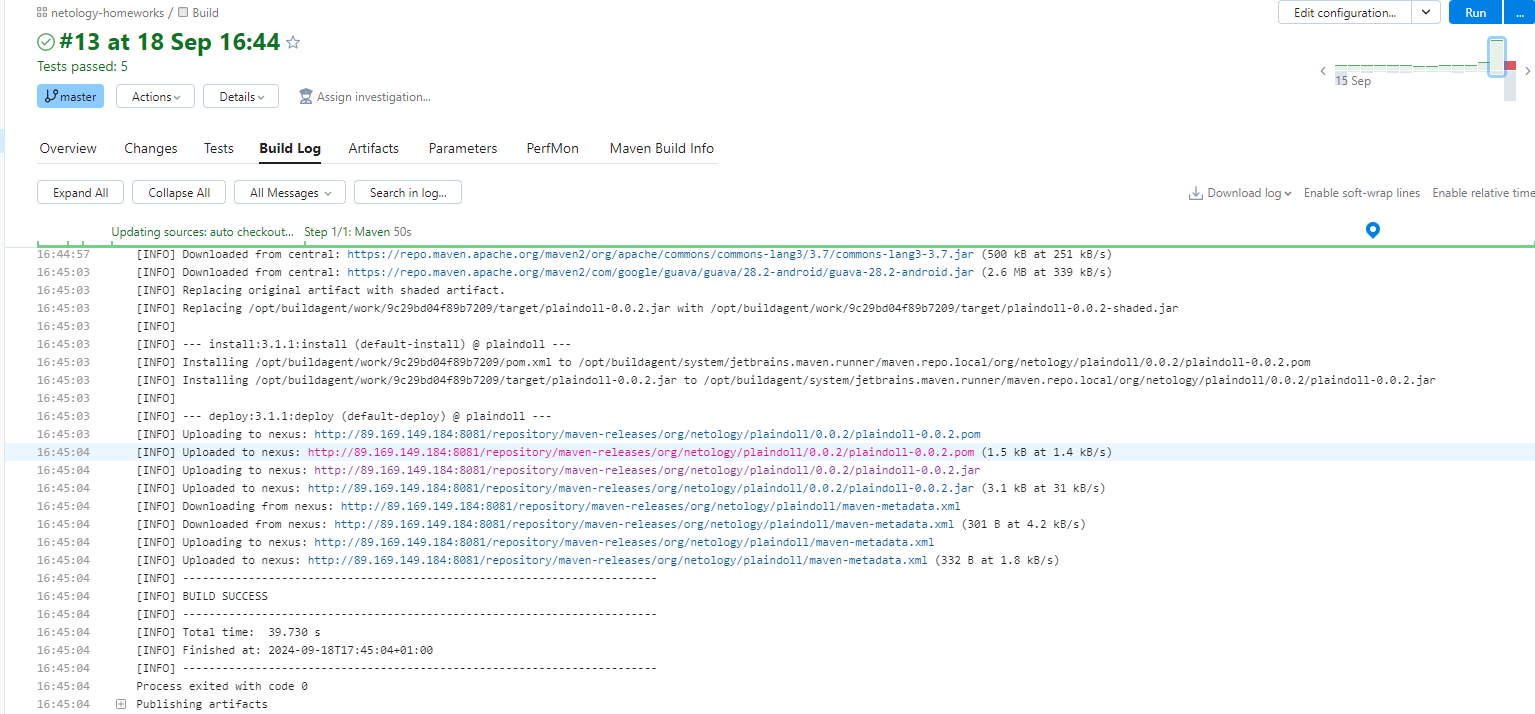 netology-homeworks / Build
Edit configuration...
Run
...
#13 at 18 Sep 16:44
Tests passed: 5
15 Sep
master
Actions
Details
Assign investigation...
Overview
Changes
Tests
Build Log
Artifacts
Parameters
PerfMon
Maven Build Info
Expand All
Collapse All
All Messages
Search in log...
Download log
Enable soft-wrap lines
Enable relative time
Updating sources: auto checkout...
Step 1/1: Maven 50s
16:44:57 [INFO] Downloaded from central: https://repo.maven.apache.org/maven2/org/apache/commons/commons-lang3/3.7/commons-lang3-3.7.jar (500 kB at 251 kB/s)
16:45:03 [INFO] Downloaded from central: https://repo.maven.apache.org/maven2/com/google/guava/guava/28.2-android/guava-28.2-android.jar (2.6 MB at 339 kB/s)
16:45:03 [INFO] Replacing original artifact with shaded artifact.
16:45:03 [INFO] Replacing /opt/buildagent/work/9c29bd04f89b7209/target/plaindoll-0.0.2.jar with /opt/buildagent/work/9c29bd04f89b7209/target/plaindoll-0.0.2-shaded.jar
16:45:03 [INFO]
16:45:03 [INFO] --- install:3.1.1:install (default-install) @ plaindoll ---
16:45:03 [INFO] Installing /opt/buildagent/work/9c29bd04f89b7209/pom.xml to /opt/buildagent/system/jetbrains.maven.runner/maven.repo.local/org/netology/plaindoll/0.0.2/plaindoll-0.0.2.pom
16:45:03 [INFO] Installing /opt/buildagent/work/9c29bd04f89b7209/target/plaindoll-0.0.2.jar to /opt/buildagent/system/jetbrains.maven.runner/maven.repo.local/org/netology/plaindoll/0.0.2/plaindoll-0.0.2.jar
16:45:03 [INFO]
16:45:03 [INFO] --- deploy:3.1.1:deploy (default-deploy) @ plaindoll ---
16:45:03 [INFO] Uploading to nexus: http://89.169.149.184:8081/repository/maven-releases/org/netology/plaindoll/0.0.2/plaindoll-0.0.2.pom
16:45:04 [INFO] Uploaded to nexus: http://89.169.149.184:8081/repository/maven-releases/org/netology/plaindoll/0.0.2/plaindoll-0.0.2.pom (1.5 kB at 1.4 kB/s)
16:45:04 [INFO] Uploading to nexus: http://89.169.149.184:8081/repository/maven-releases/org/netology/plaindoll/0.0.2/plaindoll-0.0.2.jar
16:45:04 [INFO] Uploaded to nexus: http://89.169.149.184:8081/repository/maven-releases/org/netology/plaindoll/0.0.2/plaindoll-0.0.2.jar (3.1 kB at 31 kB/s)
16:45:04 [INFO] Downloading from nexus: http://89.169.149.184:8081/repository/maven-releases/org/netology/plaindoll/maven-metadata.xml
16:45:04 [INFO] Downloaded from nexus: http://89.169.149.184:8081/repository/maven-releases/org/netology/plaindoll/maven-metadata.xml (301 B at 4.2 kB/s)
16:45:04 [INFO] Uploading to nexus: http://89.169.149.184:8081/repository/maven-releases/org/netology/plaindoll/maven-metadata.xml
16:45:04 [INFO] Uploaded to nexus: http://89.169.149.184:8081/repository/maven-releases/org/netology/plaindoll/maven-metadata.xml (332 B at 1.8 kB/s)
16:45:04 [INFO] ------------------------------------------------------------------------
16:45:04 [INFO] BUILD SUCCESS
16:45:04 [INFO] ------------------------------------------------------------------------
16:45:04 [INFO] Total time:  39.730 s
16:45:04 [INFO] Finished at: 2024-09-18T17:45:04+01:00
16:45:04 [INFO] ------------------------------------------------------------------------
16:45:04 Process exited with code 0
16:45:04 Publishing artifacts